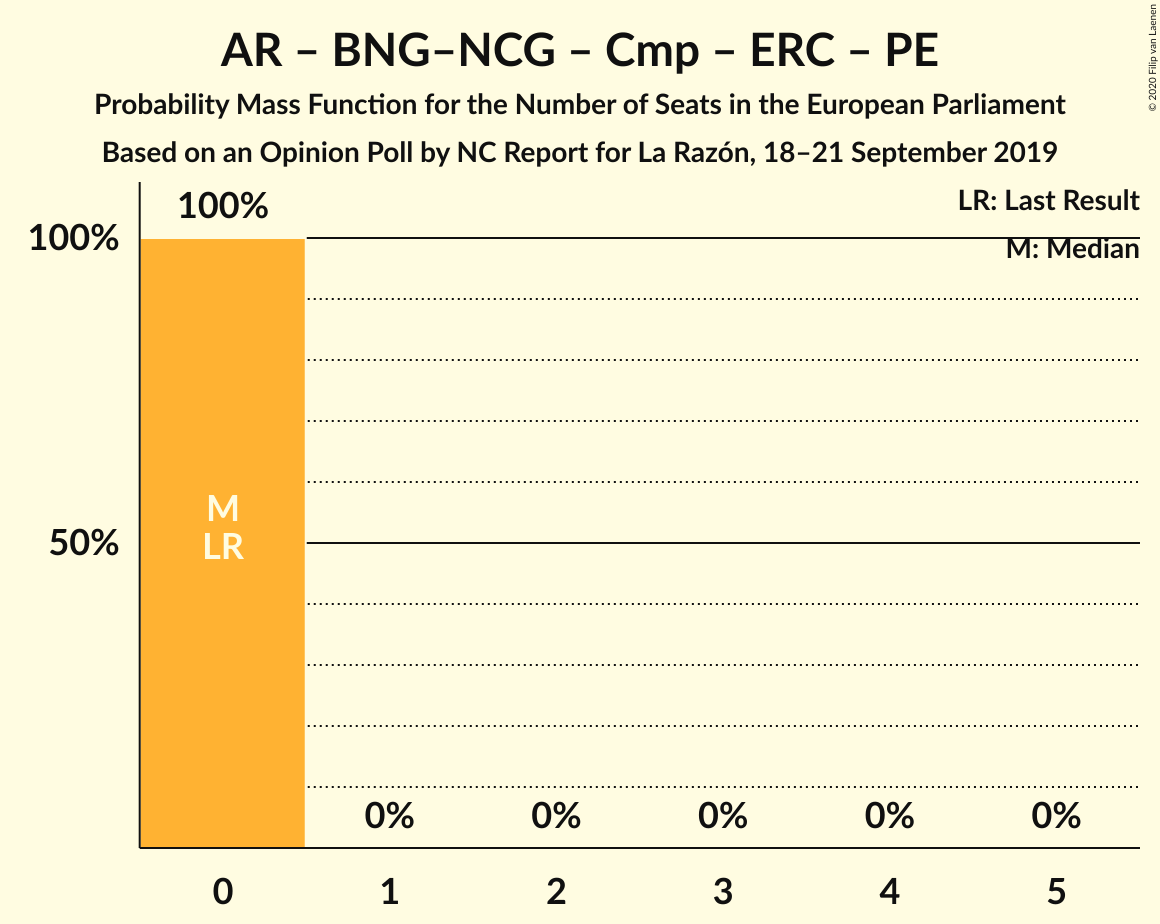 AR – BNG–NCG – Cmp – ERC – PE
Probability Mass Function for the Number of Seats in the European Parliament
Based on an Opinion Poll by NC Report for La Razón, 18–21 September 2019
© 2020 Filip van Laenen
LR: Last Result
M: Median
100%
100%
50%
M
LR
0%
0%
0%
0%
0%
0
1
2
3
4
5